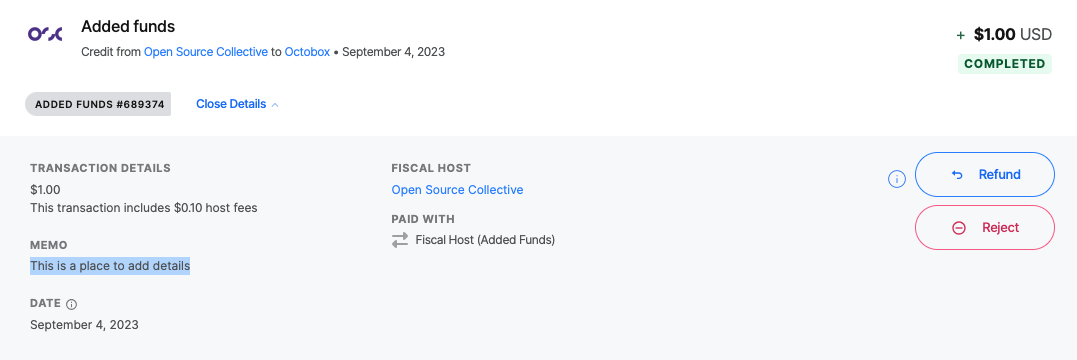 Added funds
Credit from Open Source Collective to Octobox • September 4, 2023
+ $1.00 USD
COMPLETED
ADDED FUNDS #689374
Close Details
TRANSACTION DETAILS
$1.00
This transaction includes $0.10 host fees
MEMO
This is a place to add details
DATE
September 4, 2023
FISCAL HOST
Open Source Collective
PAID WITH
Fiscal Host (Added Funds)
Refund
Reject